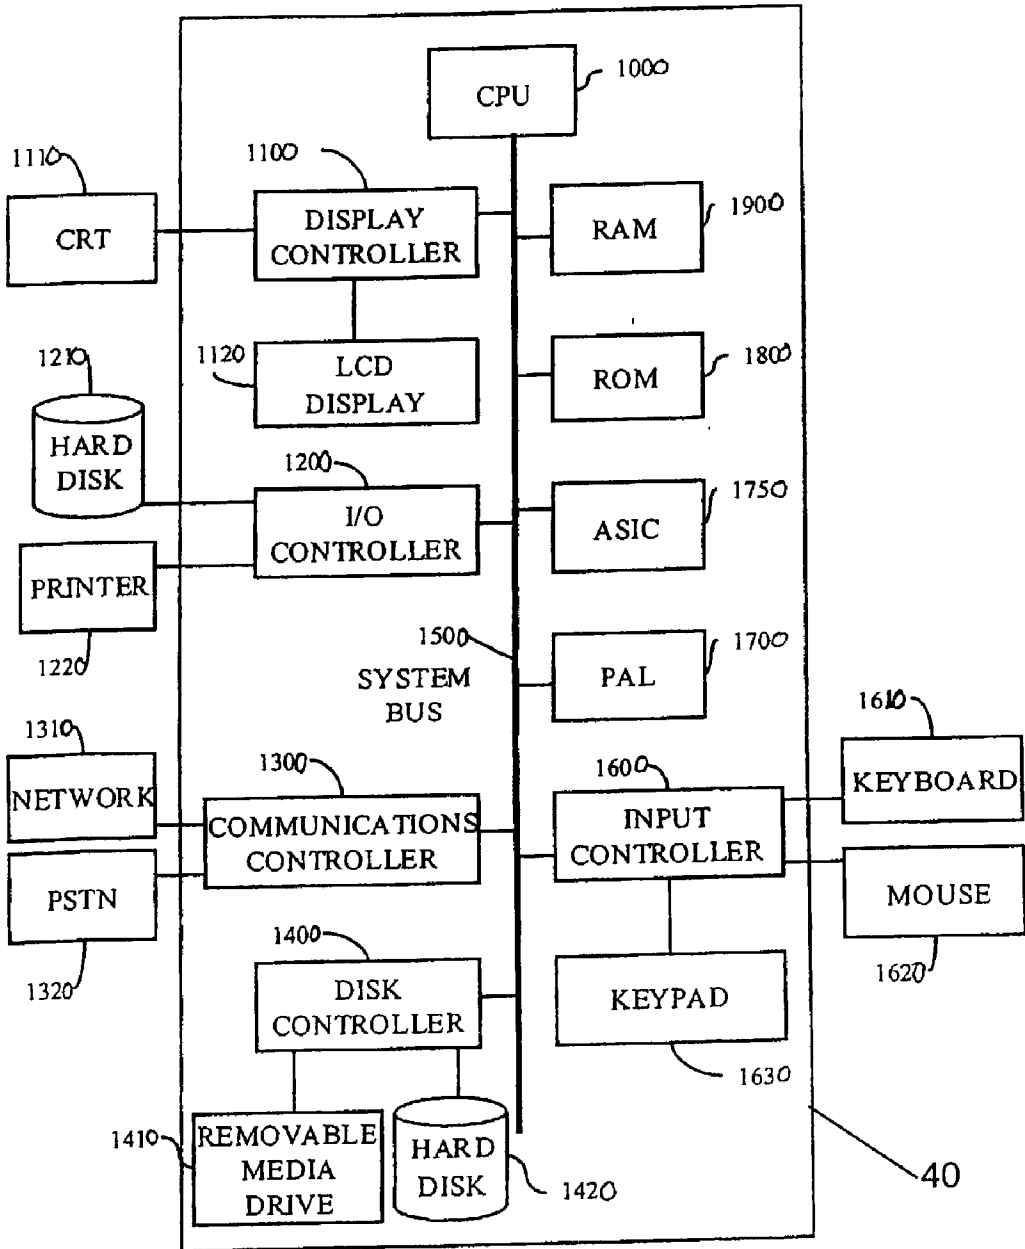 CPU
1000
1110
1100
CRT
DISPLAY
CONTROLLER
RAM
1900
1210
1120
LCD
DISPLAY
ROM
1800
HARD
DISK
1200
I/O
CONTROLLER
ASIC
1750
PRINTER
1220
1500
SYSTEM
BUS
PAL
1700
1610
1310
1300
1600
NETWORK
COMMUNICATIONS
CONTROLLER
INPUT
CONTROLLER
KEYBOARD
PSTN
MOUSE
1320
1400
1620
DISK
CONTROLLER
KEYPAD
1630
1410
REMOVABLE
MEDIA
DRIVE
HARD
DISK
1420
40